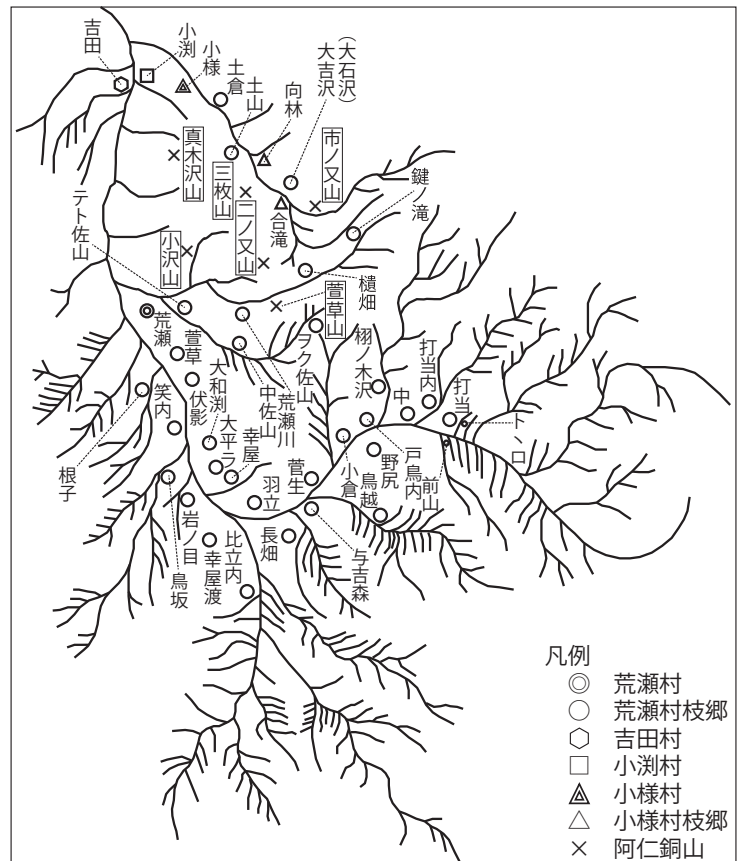 吉田
小渕
小様
土倉
土山
向林
大吉沢
（大石沢）
真木沢山
三枚山
市ノ又山
鍵ノ滝
テト佐山
小沢山
二ノ又山
合滝
樻畑
萱草山
荒瀬
萱草
ヲク佐山
栩ノ木沢
打当内
打当
中
ト丶口
笑内
伏影
大和渕
大平ラ
幸屋
中佐山
荒瀬川
根子
羽立
菅生
小倉
鳥越
野尻
戸鳥内
前山
鳥坂
岩ノ目
幸屋渡
比立内
長畑
与吉森
凡例
◎ 荒瀬村
○ 荒瀬村枝郷
⬡ 吉田村
□ 小渕村
◬ 小様村
△ 小様村枝郷
× 阿仁銅山